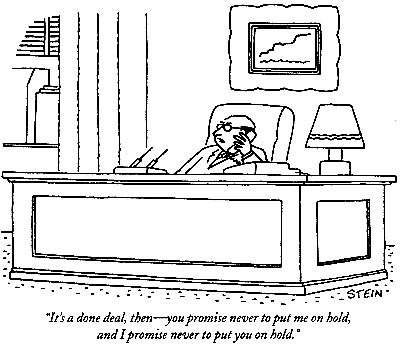 STEIN
"It's a done deal, then—you promise never to put me on hold,
and I promise never to put you on hold."